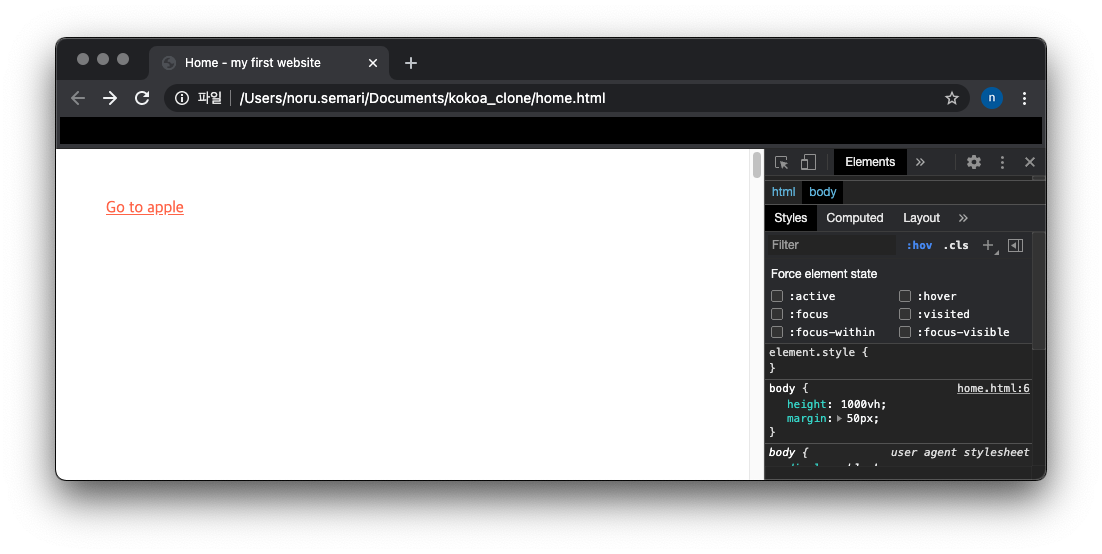 Home - my first website
파일 /Users/noru.semari/Documents/kokoa_clone/home.html
n
Go to apple
Elements
html body
Styles Computed Layout
Filter :hov .cls
Force element state
:active :hover
:focus :visited
:focus-within :focus-visible
element.style {
}
body { home.html:6
height: 1000vh;
margin: 50px;
}
body { user agent stylesheet